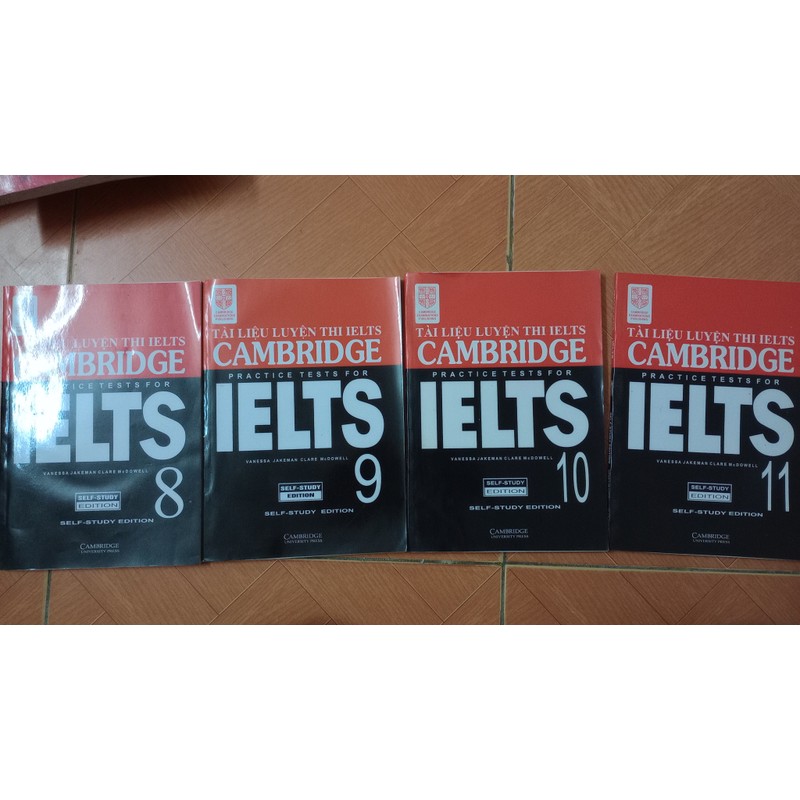 LUYỆN THI IELTS
CAMBRIDGE
PRACTICE TESTS FOR
IELTS
VANESSA JAKEMAN CLARE McDOWELL
8
SELF-STUDY
EDITION
SELF-STUDY EDITION
CAMBRIDGE
UNIVERSITY PRESS
TÀI LIỆU LUYỆN THI IELTS
CAMBRIDGE
PRACTICE TESTS FOR
IELTS
VANESSA JAKEMAN CLARE McDOWELL
9
SELF-STUDY
EDITION
SELF-STUDY EDITION
CAMBRIDGE
UNIVERSITY PRESS
TÀI LIỆU LUYỆN THI IELTS
CAMBRIDGE
PRACTICE TESTS FOR
IELTS
VANESSA JAKEMAN CLARE McDOWELL
10
SELF-STUDY
EDITION
SELF-STUDY EDITION
CAMBRIDGE
UNIVERSITY PRESS
TÀI LIỆU LUYỆN THI IELTS
CAMBRIDGE
PRACTICE TESTS FOR
IELTS
VANESSA JAKEMAN CLARE McDOWELL
11
SELF-STUDY
EDITION
SELF-STUDY EDITION
CAMBRIDGE
UNIVERSITY PRESS